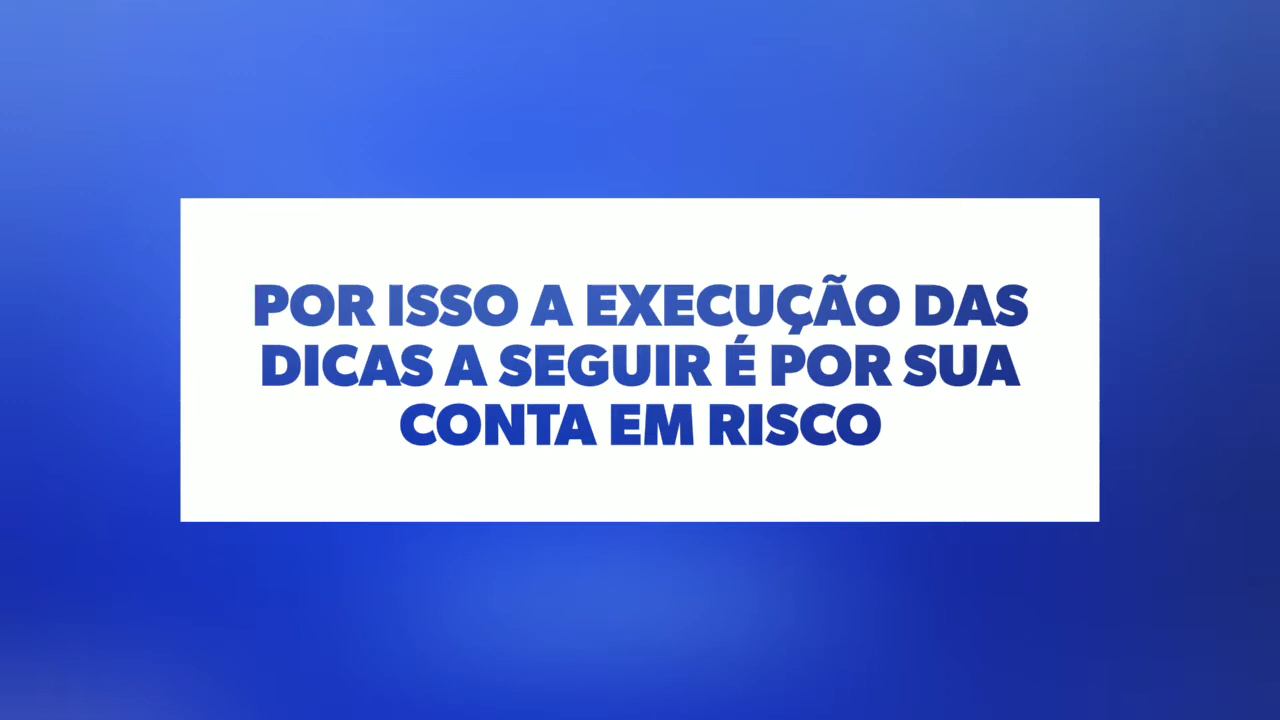 POR ISSO A EXECUÇÃO DAS
DICAS A SEGUIR É POR SUA
CONTA EM RISCO